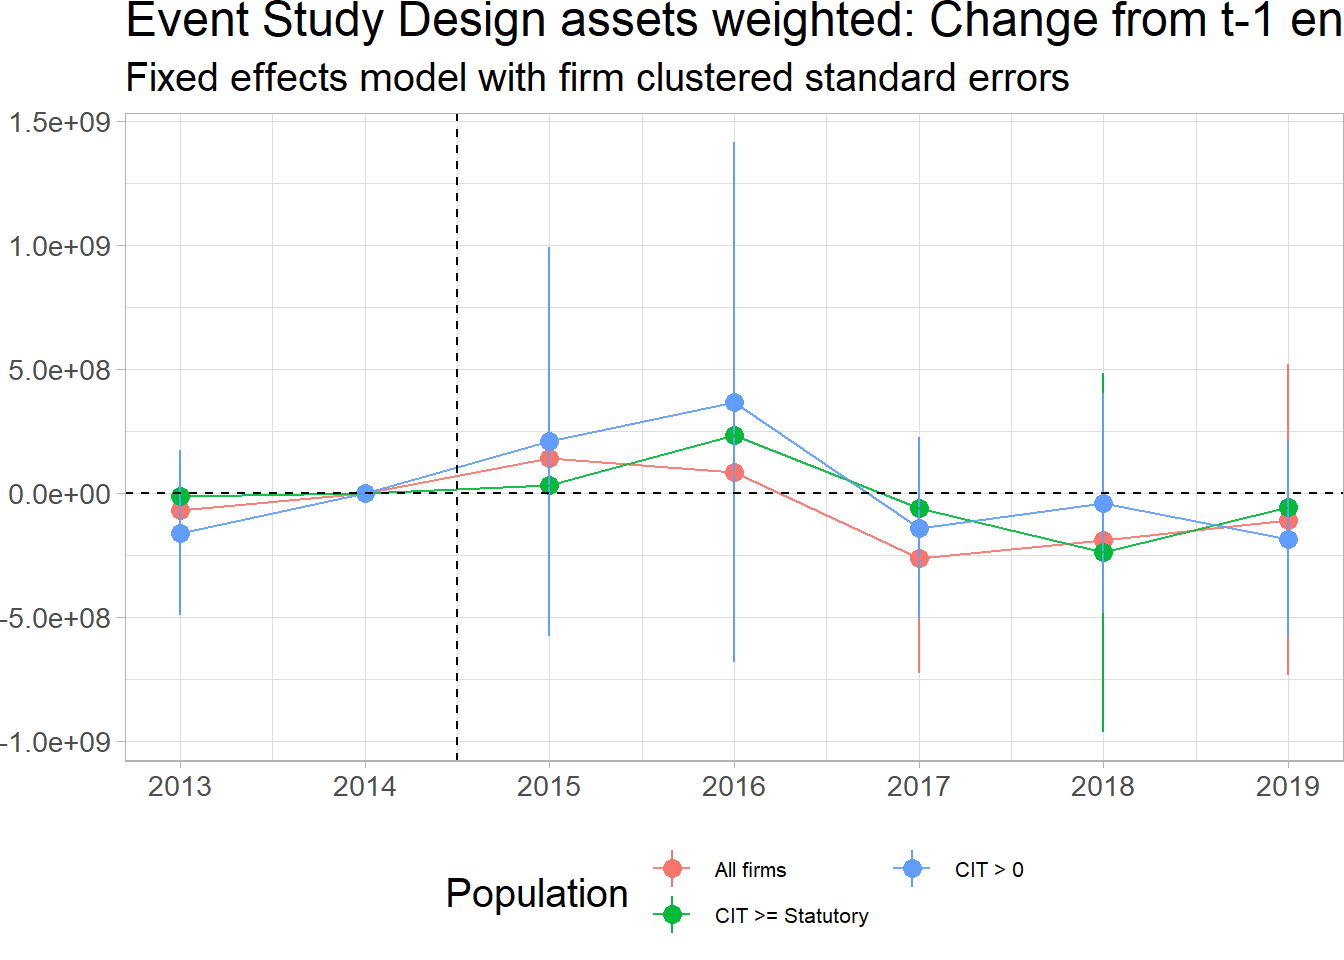 Event Study Design assets weighted: Change from t-1 en
Fixed effects model with firm clustered standard errors
1.5e+09
1.0e+09
5.0e+08
0.0e+00
-5.0e+08
-1.0e+09
2013 2014 2015 2016 2017 2018 2019
Population
All firms
CIT >= Statutory
CIT > 0